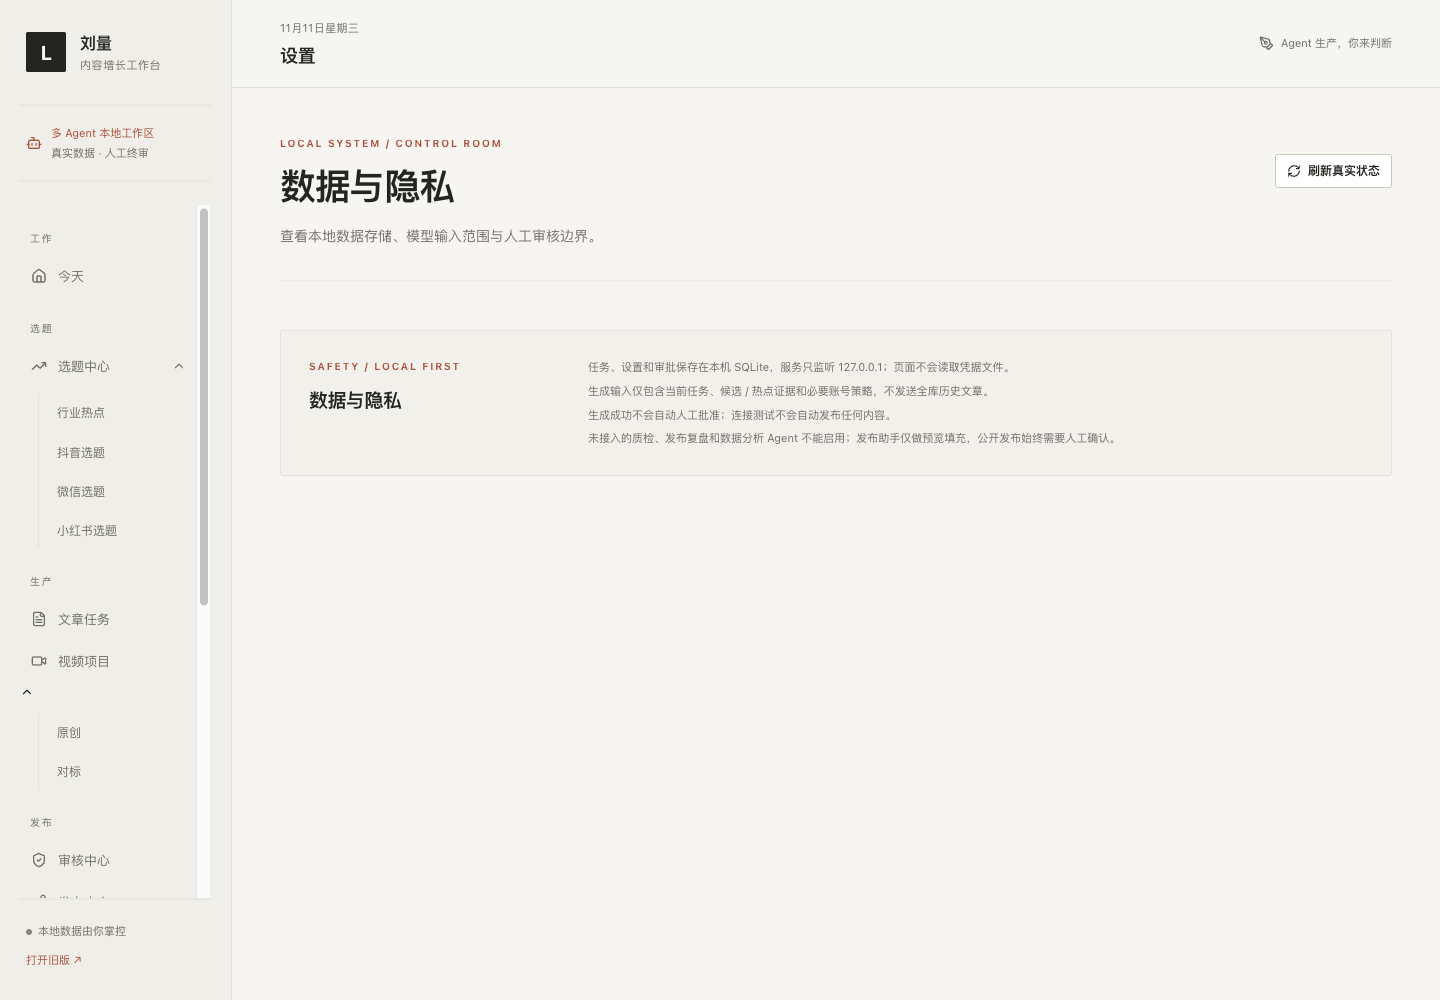 L
刘量
内容增长工作台
多 Agent 本地工作区
真实数据 · 人工终审
工作
今天
选题
选题中心
行业热点
抖音选题
微信选题
小红书选题
生产
文章任务
视频项目
原创
对标
发布
审核中心
本地数据由你掌控
打开旧版 ↗
11月11日星期三
设置
Agent 生产，你来判断
LOCAL SYSTEM / CONTROL ROOM
数据与隐私
查看本地数据存储、模型输入范围与人工审核边界。
刷新真实状态
SAFETY / LOCAL FIRST
数据与隐私
任务、设置和审批保存在本机 SQLite，服务只监听 127.0.0.1；页面不会读取凭据文件。
生成输入仅包含当前任务、候选 / 热点证据和必要账号策略，不发送全库历史文章。
生成成功不会自动人工批准；连接测试不会自动发布任何内容。
未接入的质检、发布复盘和数据分析 Agent 不能启用；发布助手仅做预览填充，公开发布始终需要人工确认。